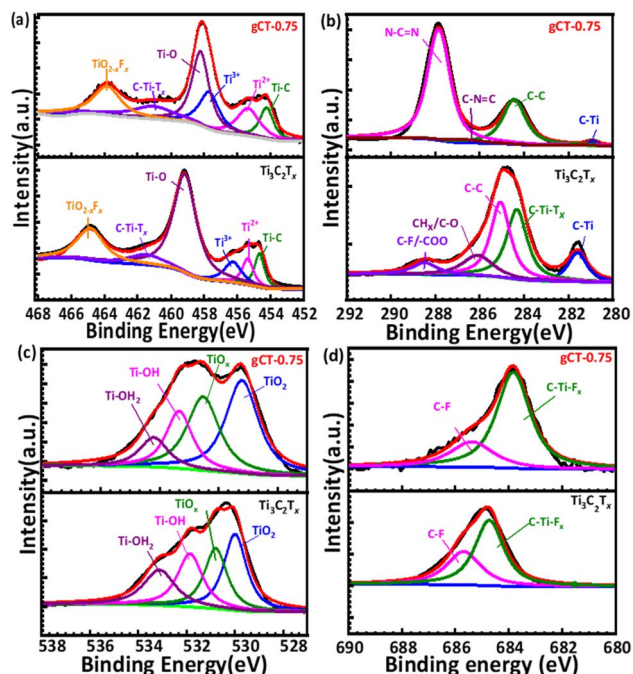 (a)
gCT-0.75
Ti-O
TiO2-xFx
C-Ti-Tx
Ti3+
Ti2+
Ti-C
Ti3C2Tx
Ti-O
TiO2-xFx
C-Ti-Tx
Ti3+
Ti2+
Ti-C
Intensity(a.u.)
468 466 464 462 460 458 456 454 452
Binding Energy(eV)
(b)
gCT-0.75
N-C=N
C-N=C
C-C
C-Ti
Ti3C2Tx
C-C
C-Ti-Tx
CHX/C-O
C-F/-COO
C-Ti
Intensity(a.u.)
292 290 288 286 284 282 280
Binding Energy(eV)
(c)
gCT-0.75
Ti-OH
TiOx
TiO2
Ti-OH2
Ti3C2Tx
TiOx
Ti-OH
TiO2
Ti-OH2
Intensity(a.u.)
538 536 534 532 530 528
Binding Energy(eV)
(d)
gCT-0.75
C-Ti-Fx
C-F
Ti3C2Tx
C-F
C-Ti-Fx
Intensity(a.u.)
690 688 686 684 682 680
Binding energy (eV)